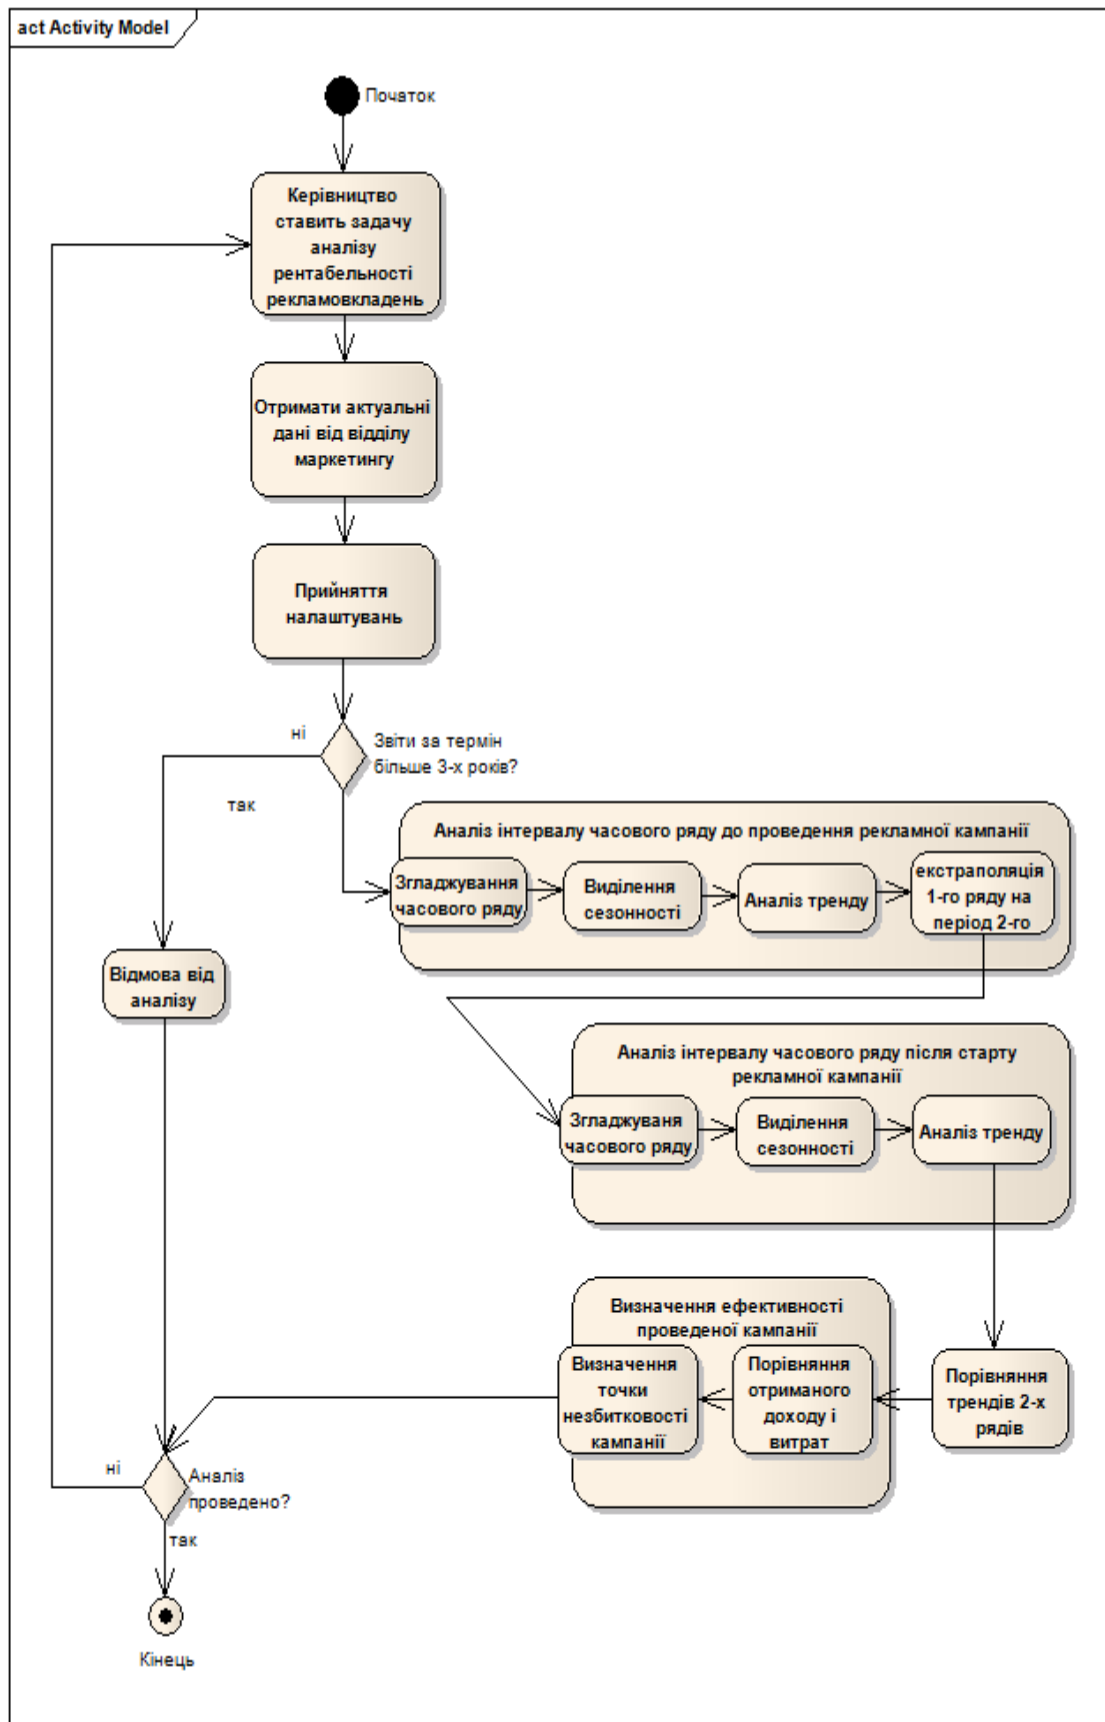 act Activity Model
Початок
Керівництво
ставить задачу
аналізу
рентабельності
рекламовкладень
Отримати актуальні
дані від відділу
маркетингу
Прийняття
налаштувань
ні
Звіти за термін
більше 3-х років?
так
Аналіз інтервалу часового ряду до проведення рекламної кампанії
Згладжування
часового ряду
Виділення
сезонності
Аналіз тренду
екстраполяція
1-го ряду на
період 2-го
Відмова від
аналізу
Аналіз інтервалу часового ряду після старту
рекламної кампанії
Згладжуваня
часового ряду
Виділення
сезонності
Аналіз тренду
Визначення ефективності
проведеної кампанії
Визначення
точки
незбитковості
кампанії
Порівняння
отриманого
доходу і
витрат
Порівняння
трендів 2-х
рядів
ні
Аналіз
проведено?
так
Кінець